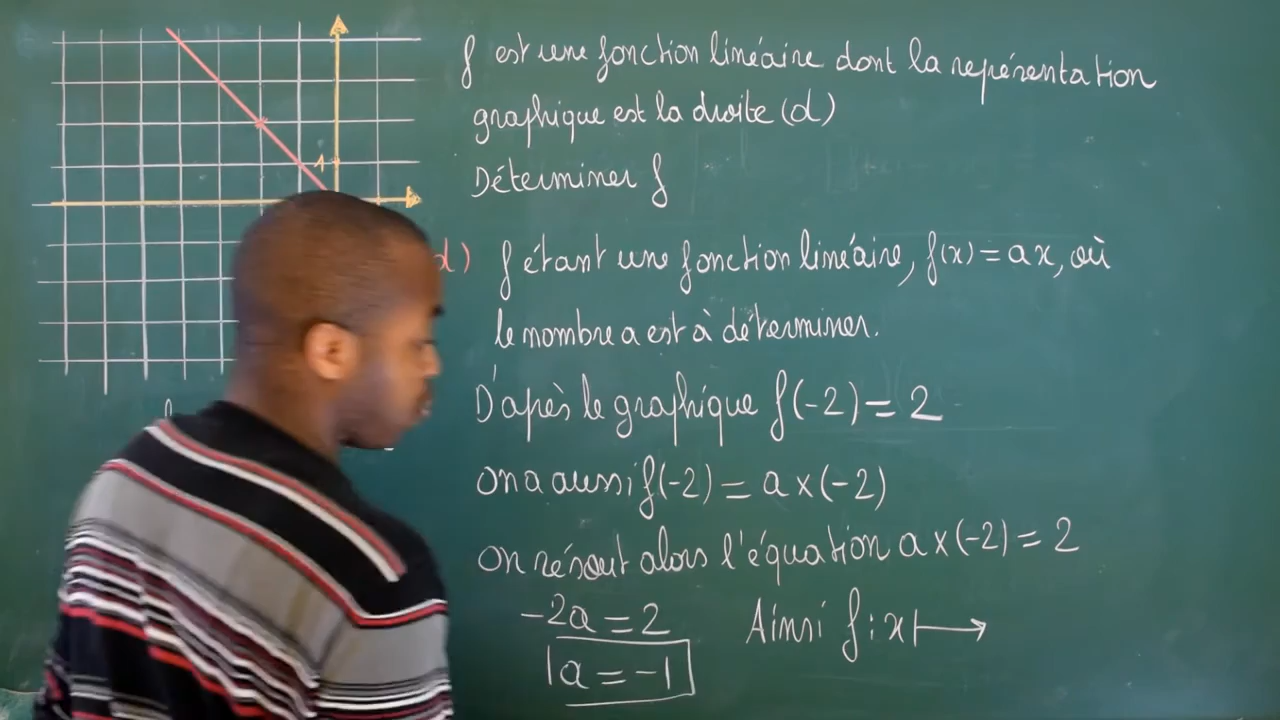 1
f est une fonction linéaire dont la représentation
graphique est la droite (d)
Déterminer f
d)
f étant une fonction linéaire, f(x) = ax, où
le nombre a est à déterminer.
D'après le graphique f(-2) = 2
on a aussi f(-2) = a x (-2)
on résout alors l'équation a x (-2) = 2
-2a = 2
a = -1
Ainsi f : x ⟼